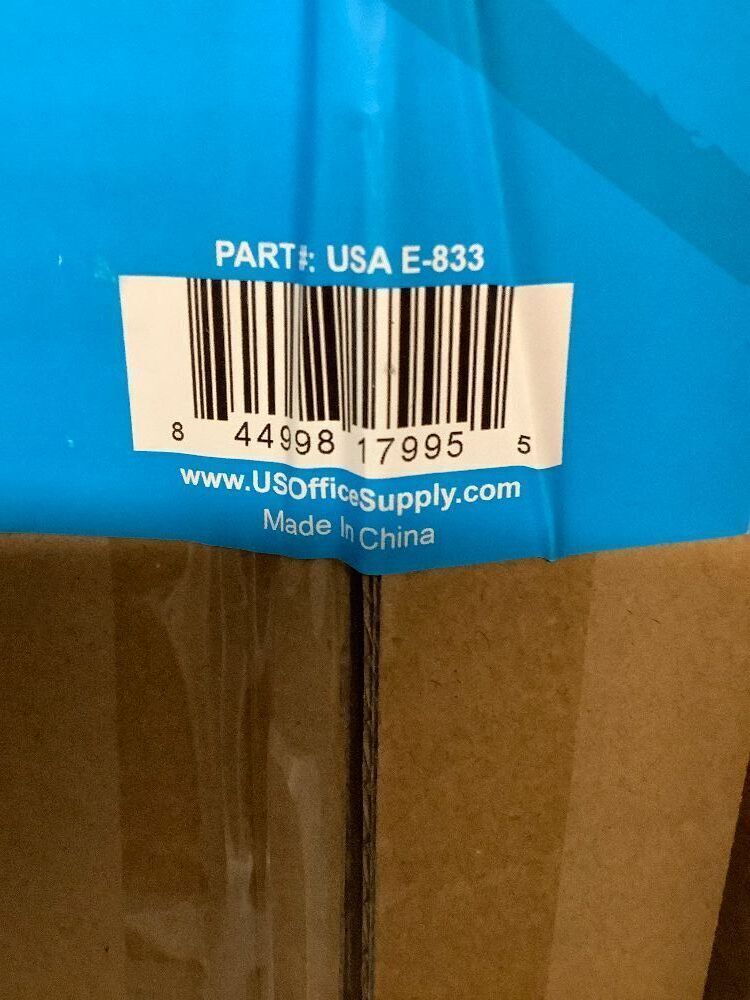 PART#: USA E-833
8 44998 17995 5
www.USOfficeSupply.com
Made In China